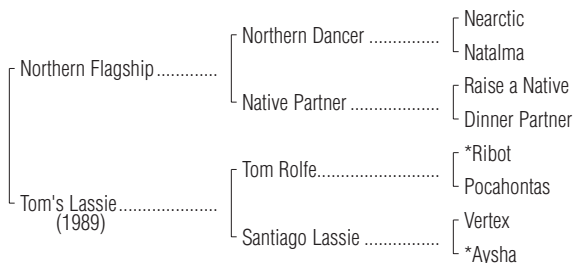 Nearctic
Northern Dancer ...............
Natalma
Northern Flagship .............
Raise a Native
Native Partner ...................
Dinner Partner
*Ribot
Tom Rolfe..........................
Pocahontas
Tom's Lassie.....................
(1989)
Vertex
Santiago Lassie ................
*Aysha